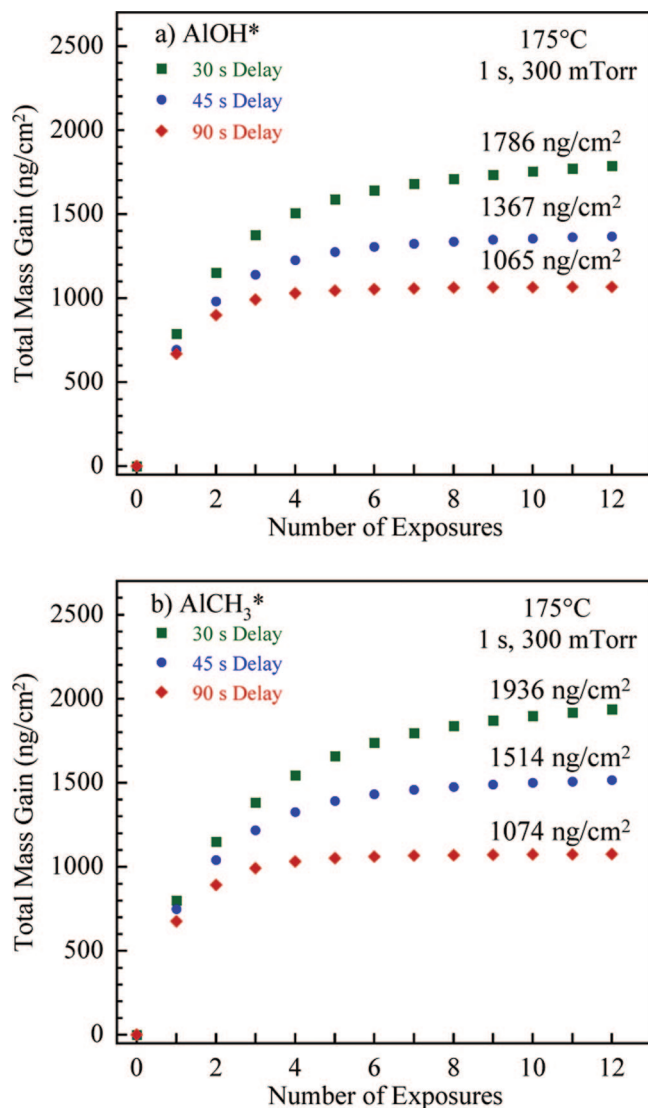 a) AlOH*
175°C
1 s, 300 mTorr
30 s Delay
45 s Delay
90 s Delay
1786 ng/cm²
1367 ng/cm²
1065 ng/cm²
Total Mass Gain (ng/cm²)
2500
2000
1500
1000
500
0
0 2 4 6 8 10 12
Number of Exposures
b) AlCH₃*
175°C
1 s, 300 mTorr
30 s Delay
45 s Delay
90 s Delay
1936 ng/cm²
1514 ng/cm²
1074 ng/cm²
Total Mass Gain (ng/cm²)
2500
2000
1500
1000
500
0
0 2 4 6 8 10 12
Number of Exposures